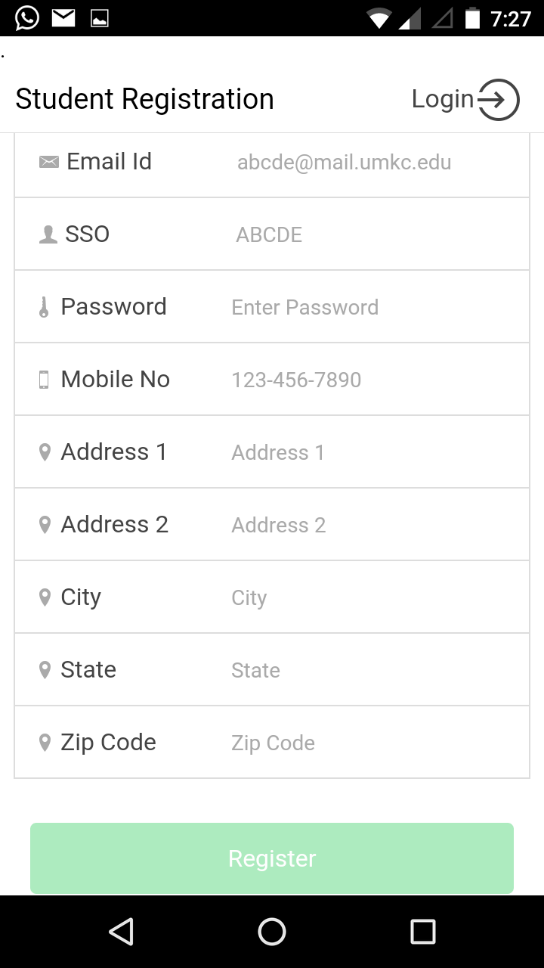 7:27
.
Student Registration Login
Email Id abcde@mail.umkc.edu
SSO ABCDE
Password Enter Password
Mobile No 123-456-7890
Address 1 Address 1
Address 2 Address 2
City City
State State
Zip Code Zip Code
Register